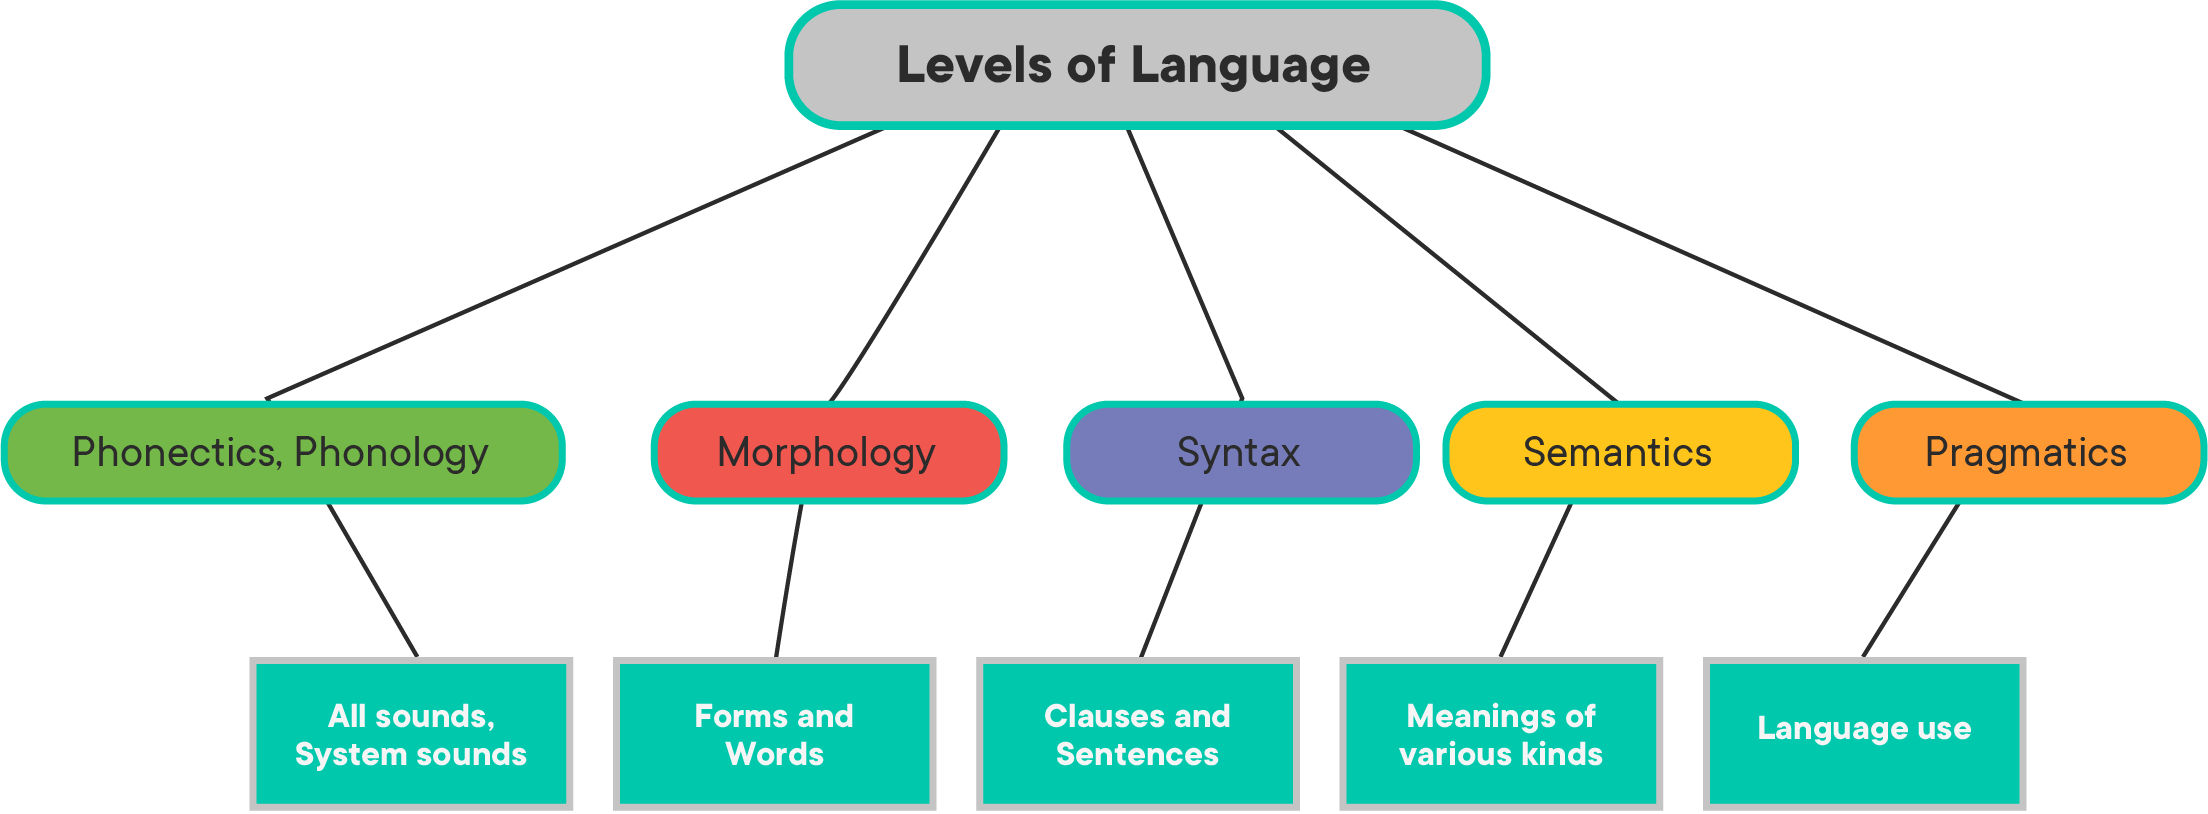 Levels of Language
Phonectics, Phonology
Morphology
Syntax
Semantics
Pragmatics
All sounds,
System sounds
Forms and
Words
Clauses and
Sentences
Meanings of
various kinds
Language use